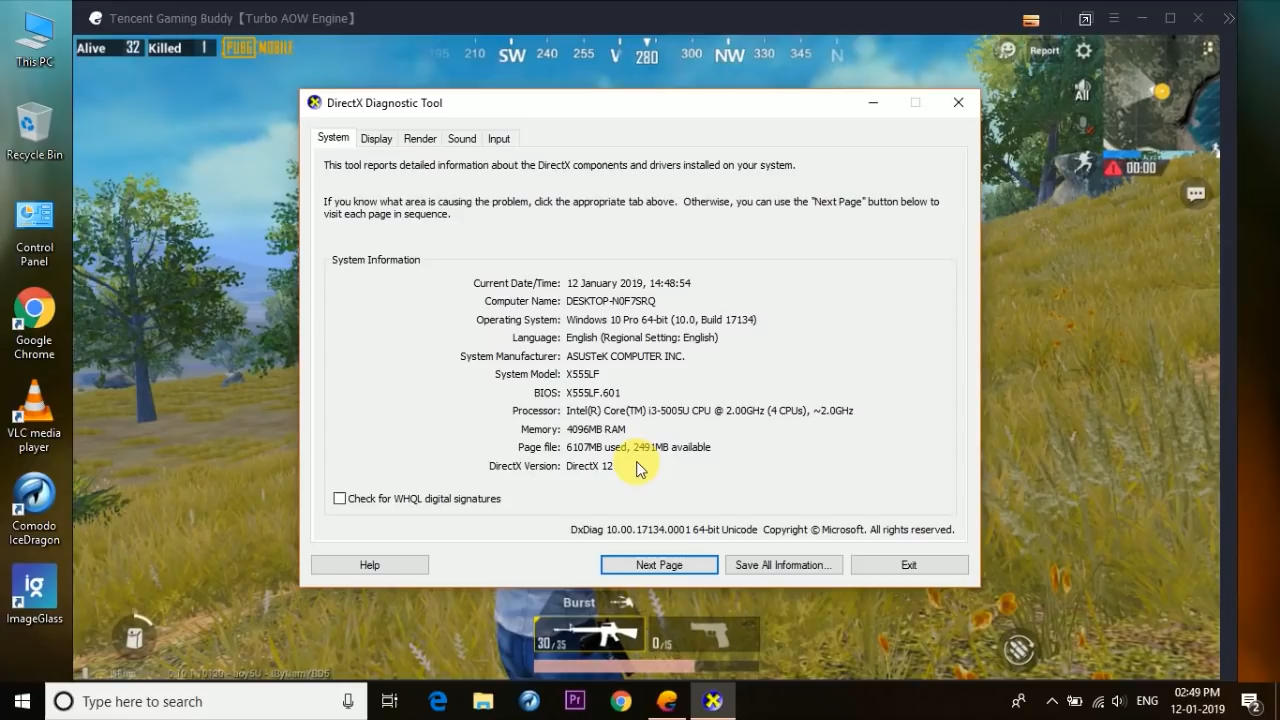 This PC
Recycle Bin
Control
Panel
Google
Chrome
VLC media
player
Comodo
IceDragon
ImageGlass
Tencent Gaming Buddy【Turbo AOW Engine】
Alive 32 Killed 1 PUBG MOBILE
195 210 SW 240 255 280 300 NW 330 345 N
Report
All
00:00
DirectX Diagnostic Tool
System Display Render Sound Input
This tool reports detailed information about the DirectX components and drivers installed on your system.
If you know what area is causing the problem, click the appropriate tab above. Otherwise, you can use the "Next Page" button below to
visit each page in sequence.
System Information
Current Date/Time: 12 January 2019, 14:48:54
Computer Name: DESKTOP-N0F7SRQ
Operating System: Windows 10 Pro 64-bit (10.0, Build 17134)
Language: English (Regional Setting: English)
System Manufacturer: ASUSTeK COMPUTER INC.
System Model: X555LF
BIOS: X555LF.601
Processor: Intel(R) Core(TM) i3-5005U CPU @ 2.00GHz (4 CPUs), ~2.0GHz
Memory: 4096MB RAM
Page file: 6107MB used, 2491MB available
DirectX Version: DirectX 12
Check for WHQL digital signatures
DxDiag 10.00.17134.0001 64-bit Unicode Copyright © Microsoft. All rights reserved.
Help Next Page Save All Information... Exit
Burst
30/35 0/15
Type here to search
Pr
ENG
02:49 PM
12-01-2019
2